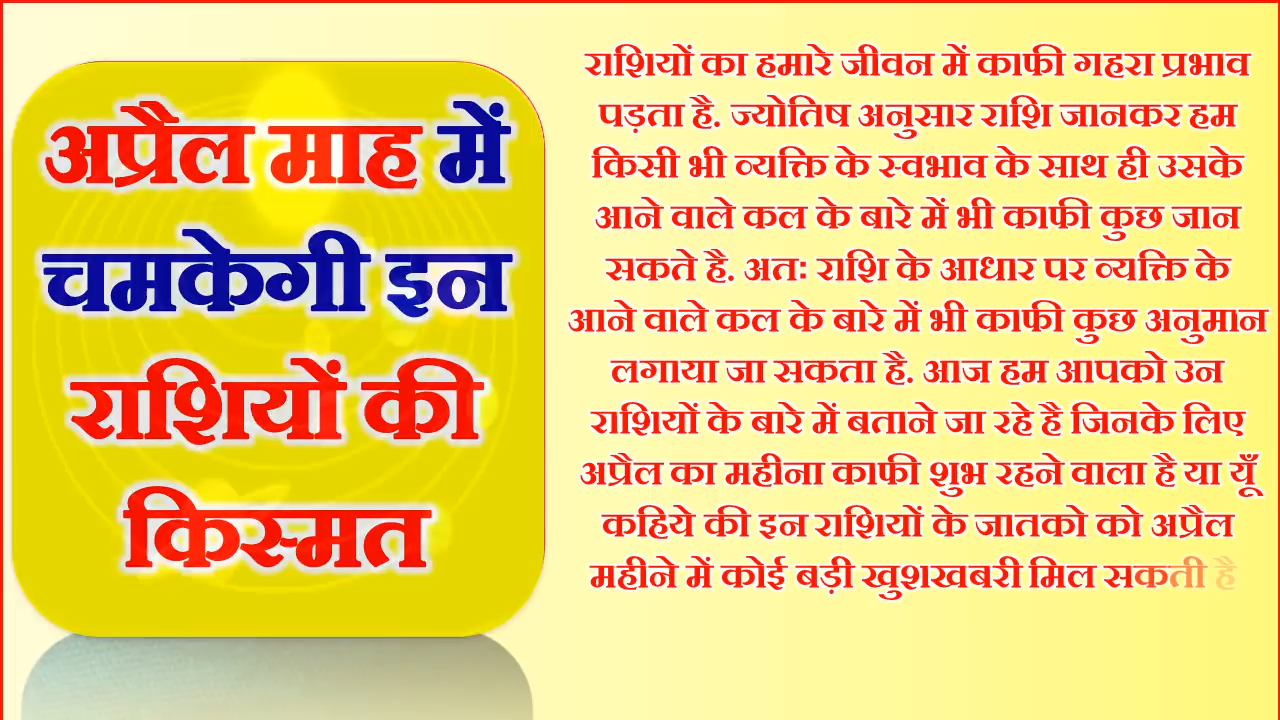 अप्रैल माह में
चमकेगी इन
राशियों की
किस्मत
राशियों का हमारे जीवन में काफी गहरा प्रभाव
पड़ता है. ज्योतिष अनुसार राशि जानकर हम
किसी भी व्यक्ति के स्वभाव के साथ ही उसके
आने वाले कल के बारे में भी काफी कुछ जान
सकते है. अतः राशि के आधार पर व्यक्ति के
आने वाले कल के बारे में भी काफी कुछ अनुमान
लगाया जा सकता है. आज हम आपको उन
राशियों के बारे में बताने जा रहे है जिनके लिए
अप्रैल का महीना काफी शुभ रहने वाला है या यूँ
कहिये की इन राशियों के जातको को अप्रैल
महीने में कोई बड़ी खुशखबरी मिल सकती है